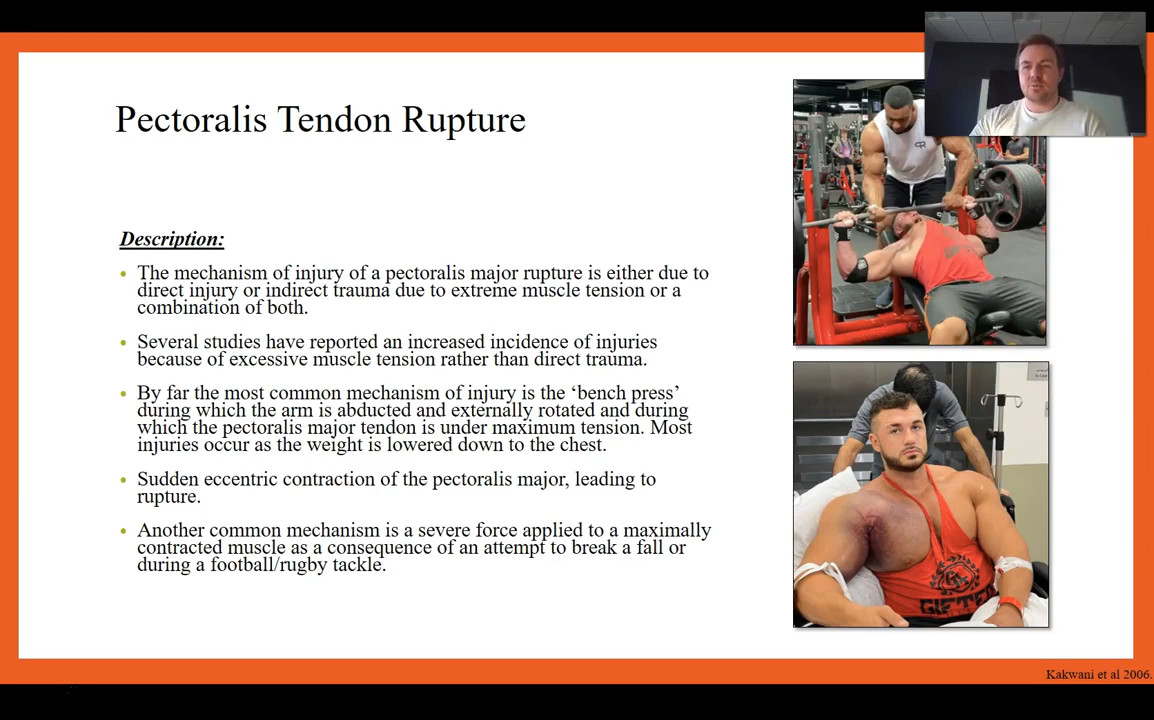 Pectoralis Tendon Rupture
Description:
• The mechanism of injury of a pectoralis major rupture is either due to
direct injury or indirect trauma due to extreme muscle tension or a
combination of both.
• Several studies have reported an increased incidence of injuries
because of excessive muscle tension rather than direct trauma.
• By far the most common mechanism of injury is the ‘bench press’
during which the arm is abducted and externally rotated and during
which the pectoralis major tendon is under maximum tension. Most
injuries occur as the weight is lowered down to the chest.
• Sudden eccentric contraction of the pectoralis major, leading to
rupture.
• Another common mechanism is a severe force applied to a maximally
contracted muscle as a consequence of an attempt to break a fall or
during a football/rugby tackle.
Kakwani et al 2006.